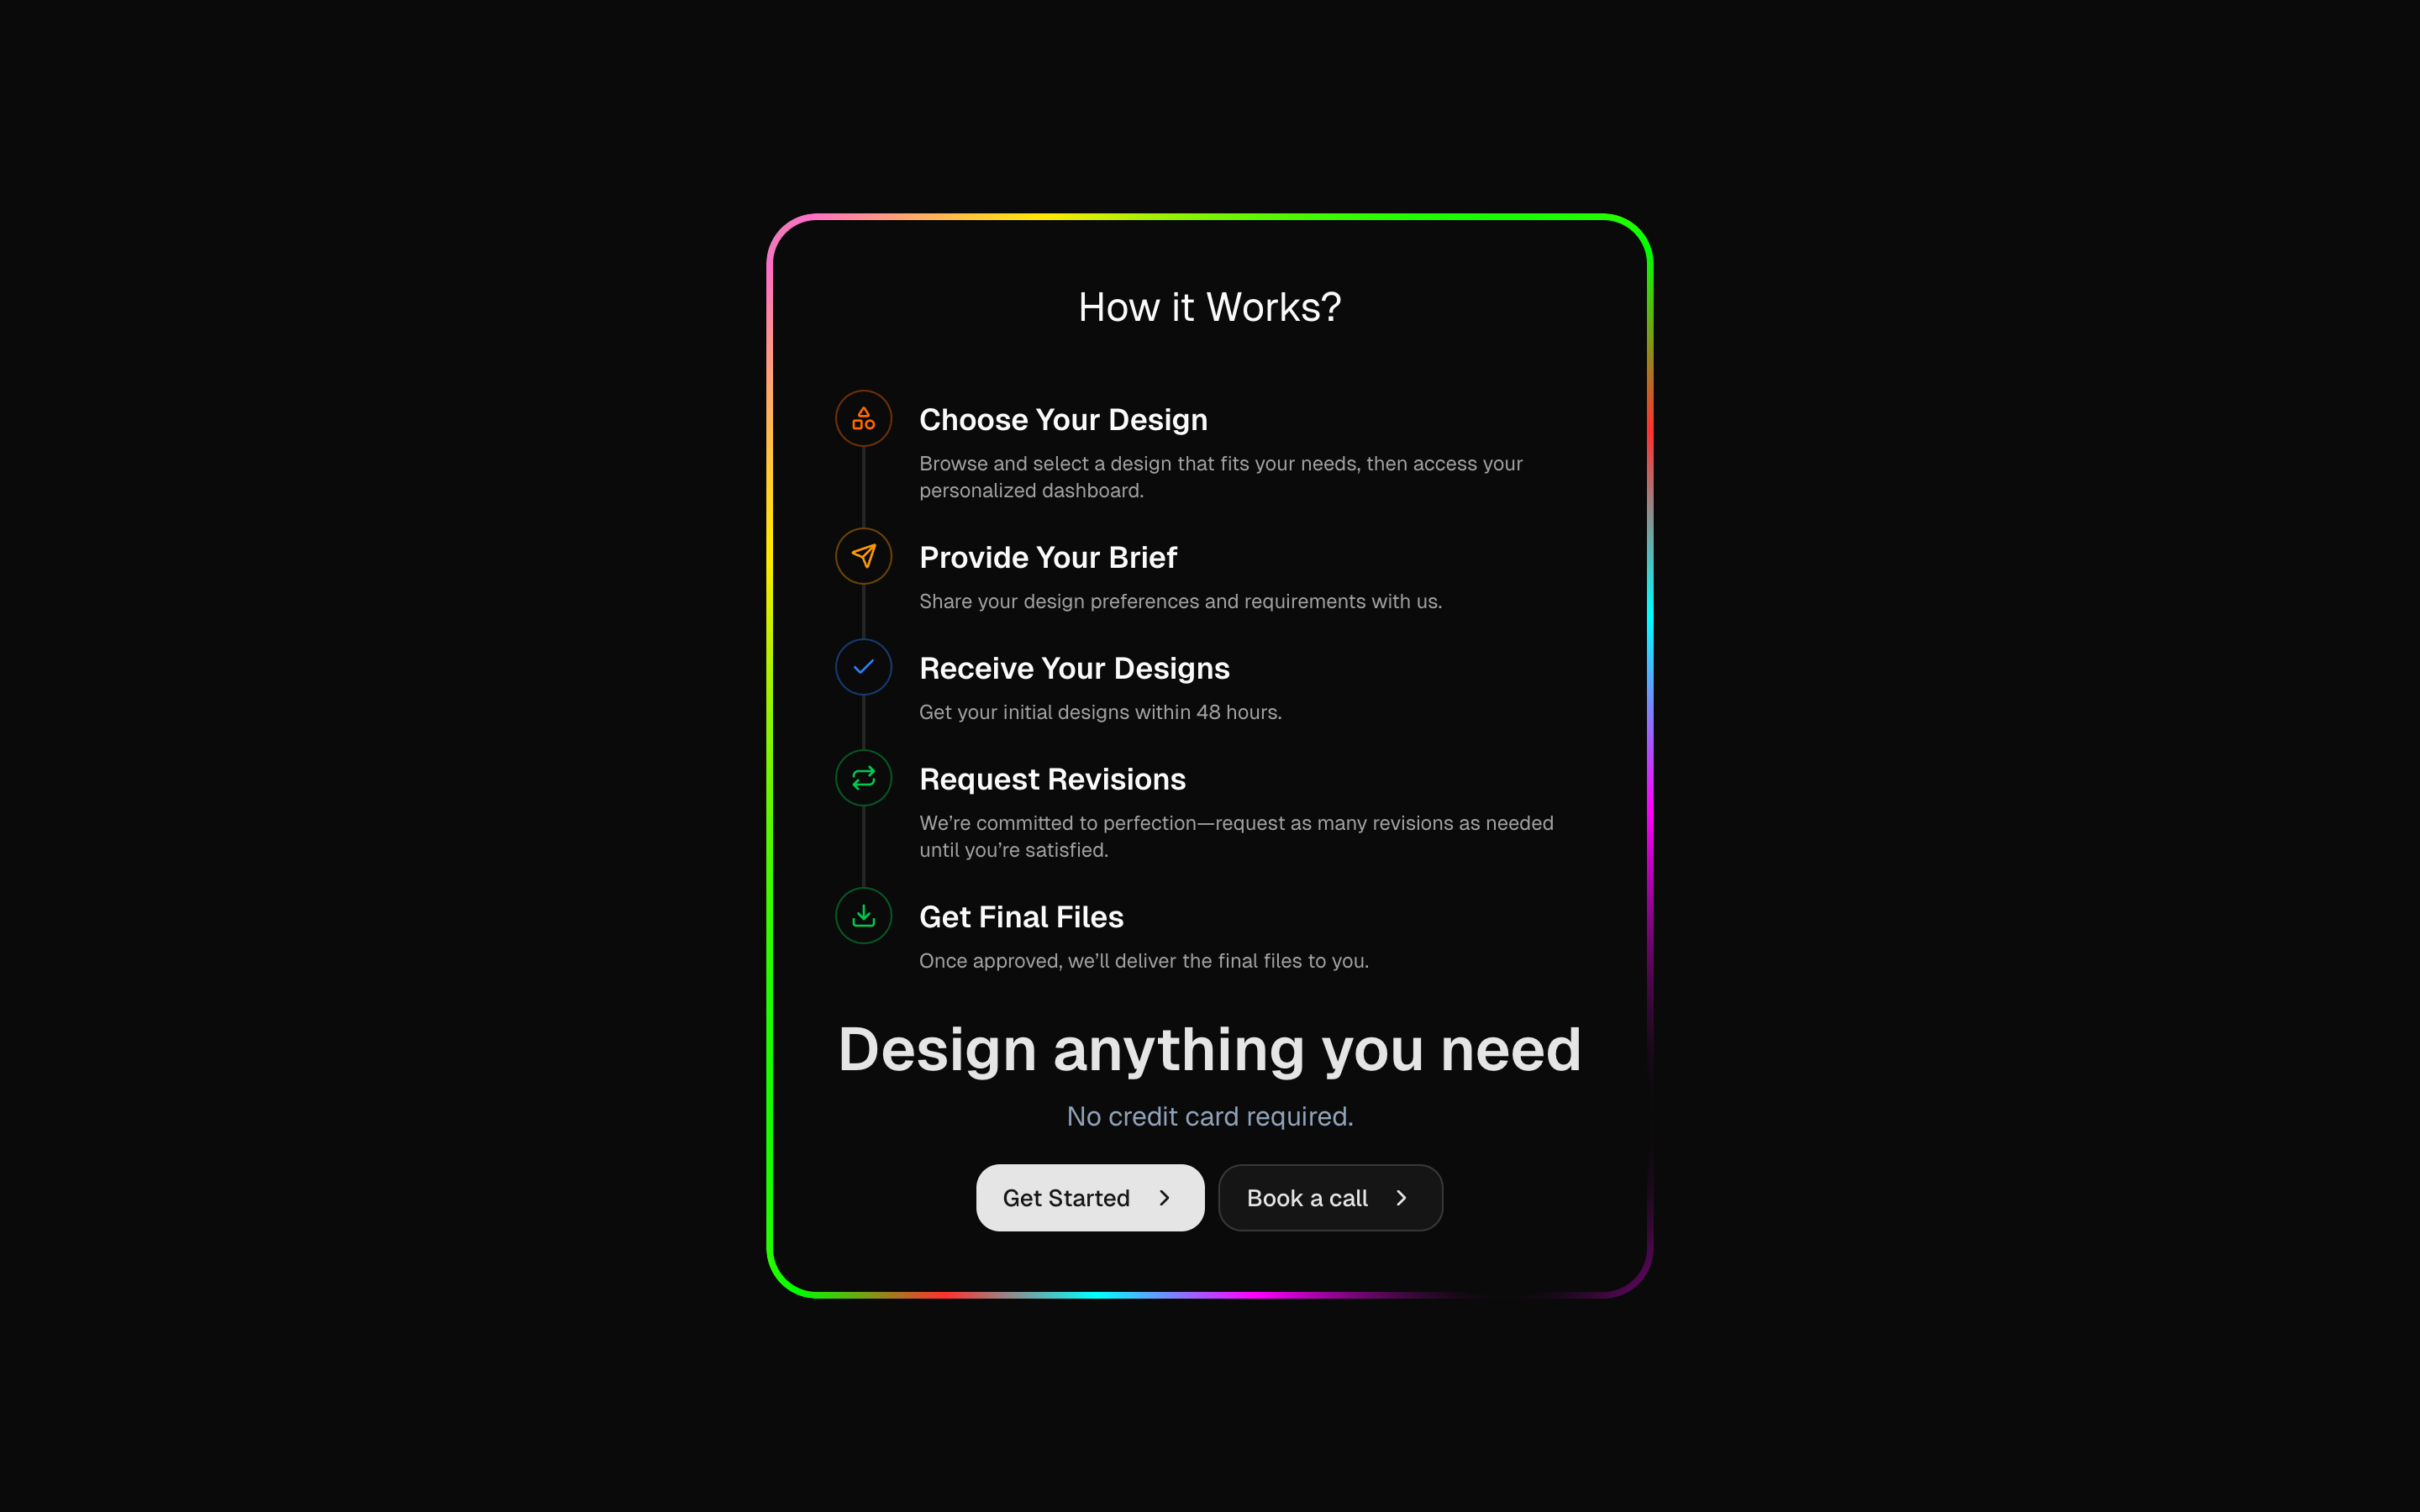 How it Works?
Choose Your Design
Browse and select a design that fits your needs, then access your
personalized dashboard.
Provide Your Brief
Share your design preferences and requirements with us.
Receive Your Designs
Get your initial designs within 48 hours.
Request Revisions
We’re committed to perfection—request as many revisions as needed
until you’re satisfied.
Get Final Files
Once approved, we’ll deliver the final files to you.
Design anything you need
No credit card required.
Get Started
Book a call